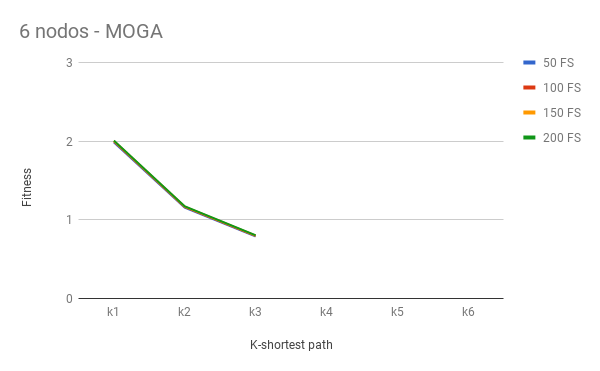 6 nodos - MOGA
50 FS
100 FS
150 FS
200 FS
Fitness
3
2
1
0
k1 k2 k3 k4 k5 k6
K-shortest path